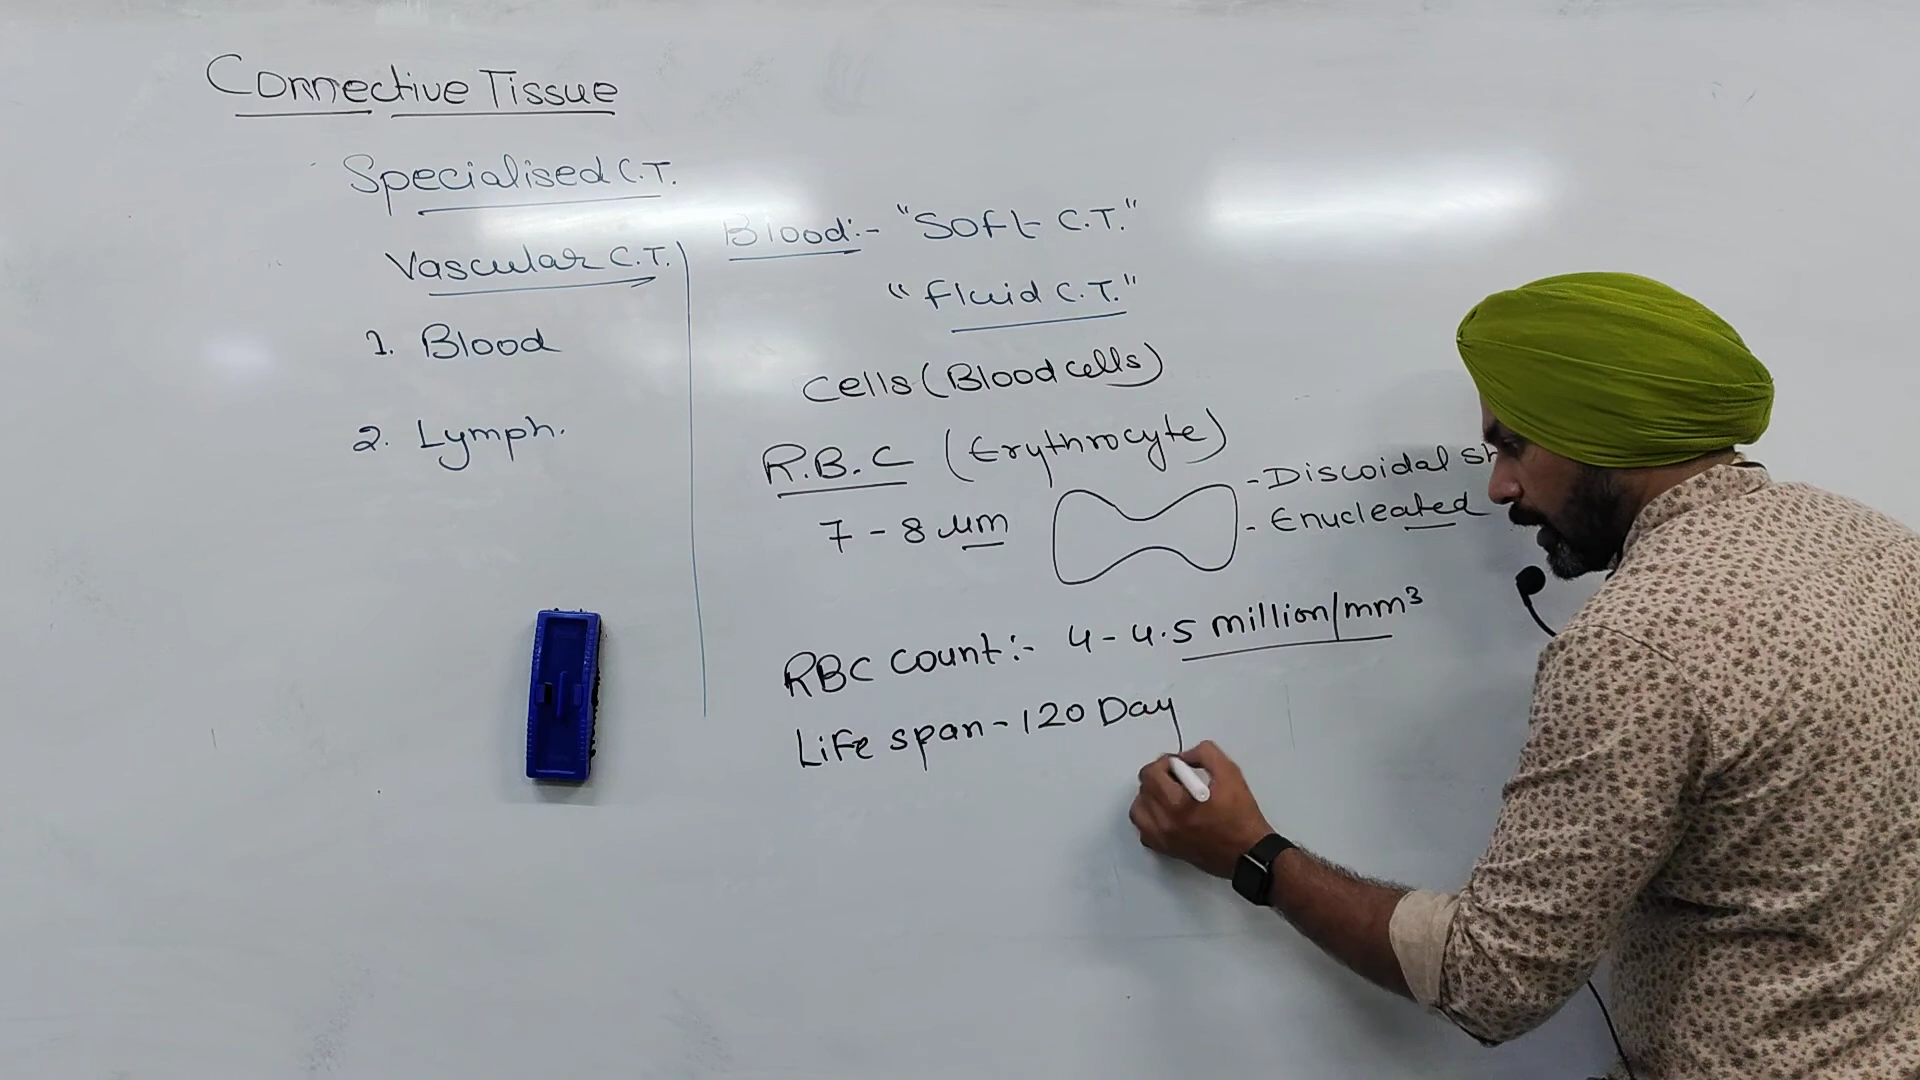 Connective Tissue
Specialised C.T.
Vascular C.T.
1. Blood
2. Lymph.
Blood:- "Soft C.T."
"fluid C.T."
Cells (Blood cells)
R.B.C (Erythrocyte)
7-8 μm
- Discoidal
- Enucleated
RBC count:- 4-4.5 million/mm³
Life span-120 Day